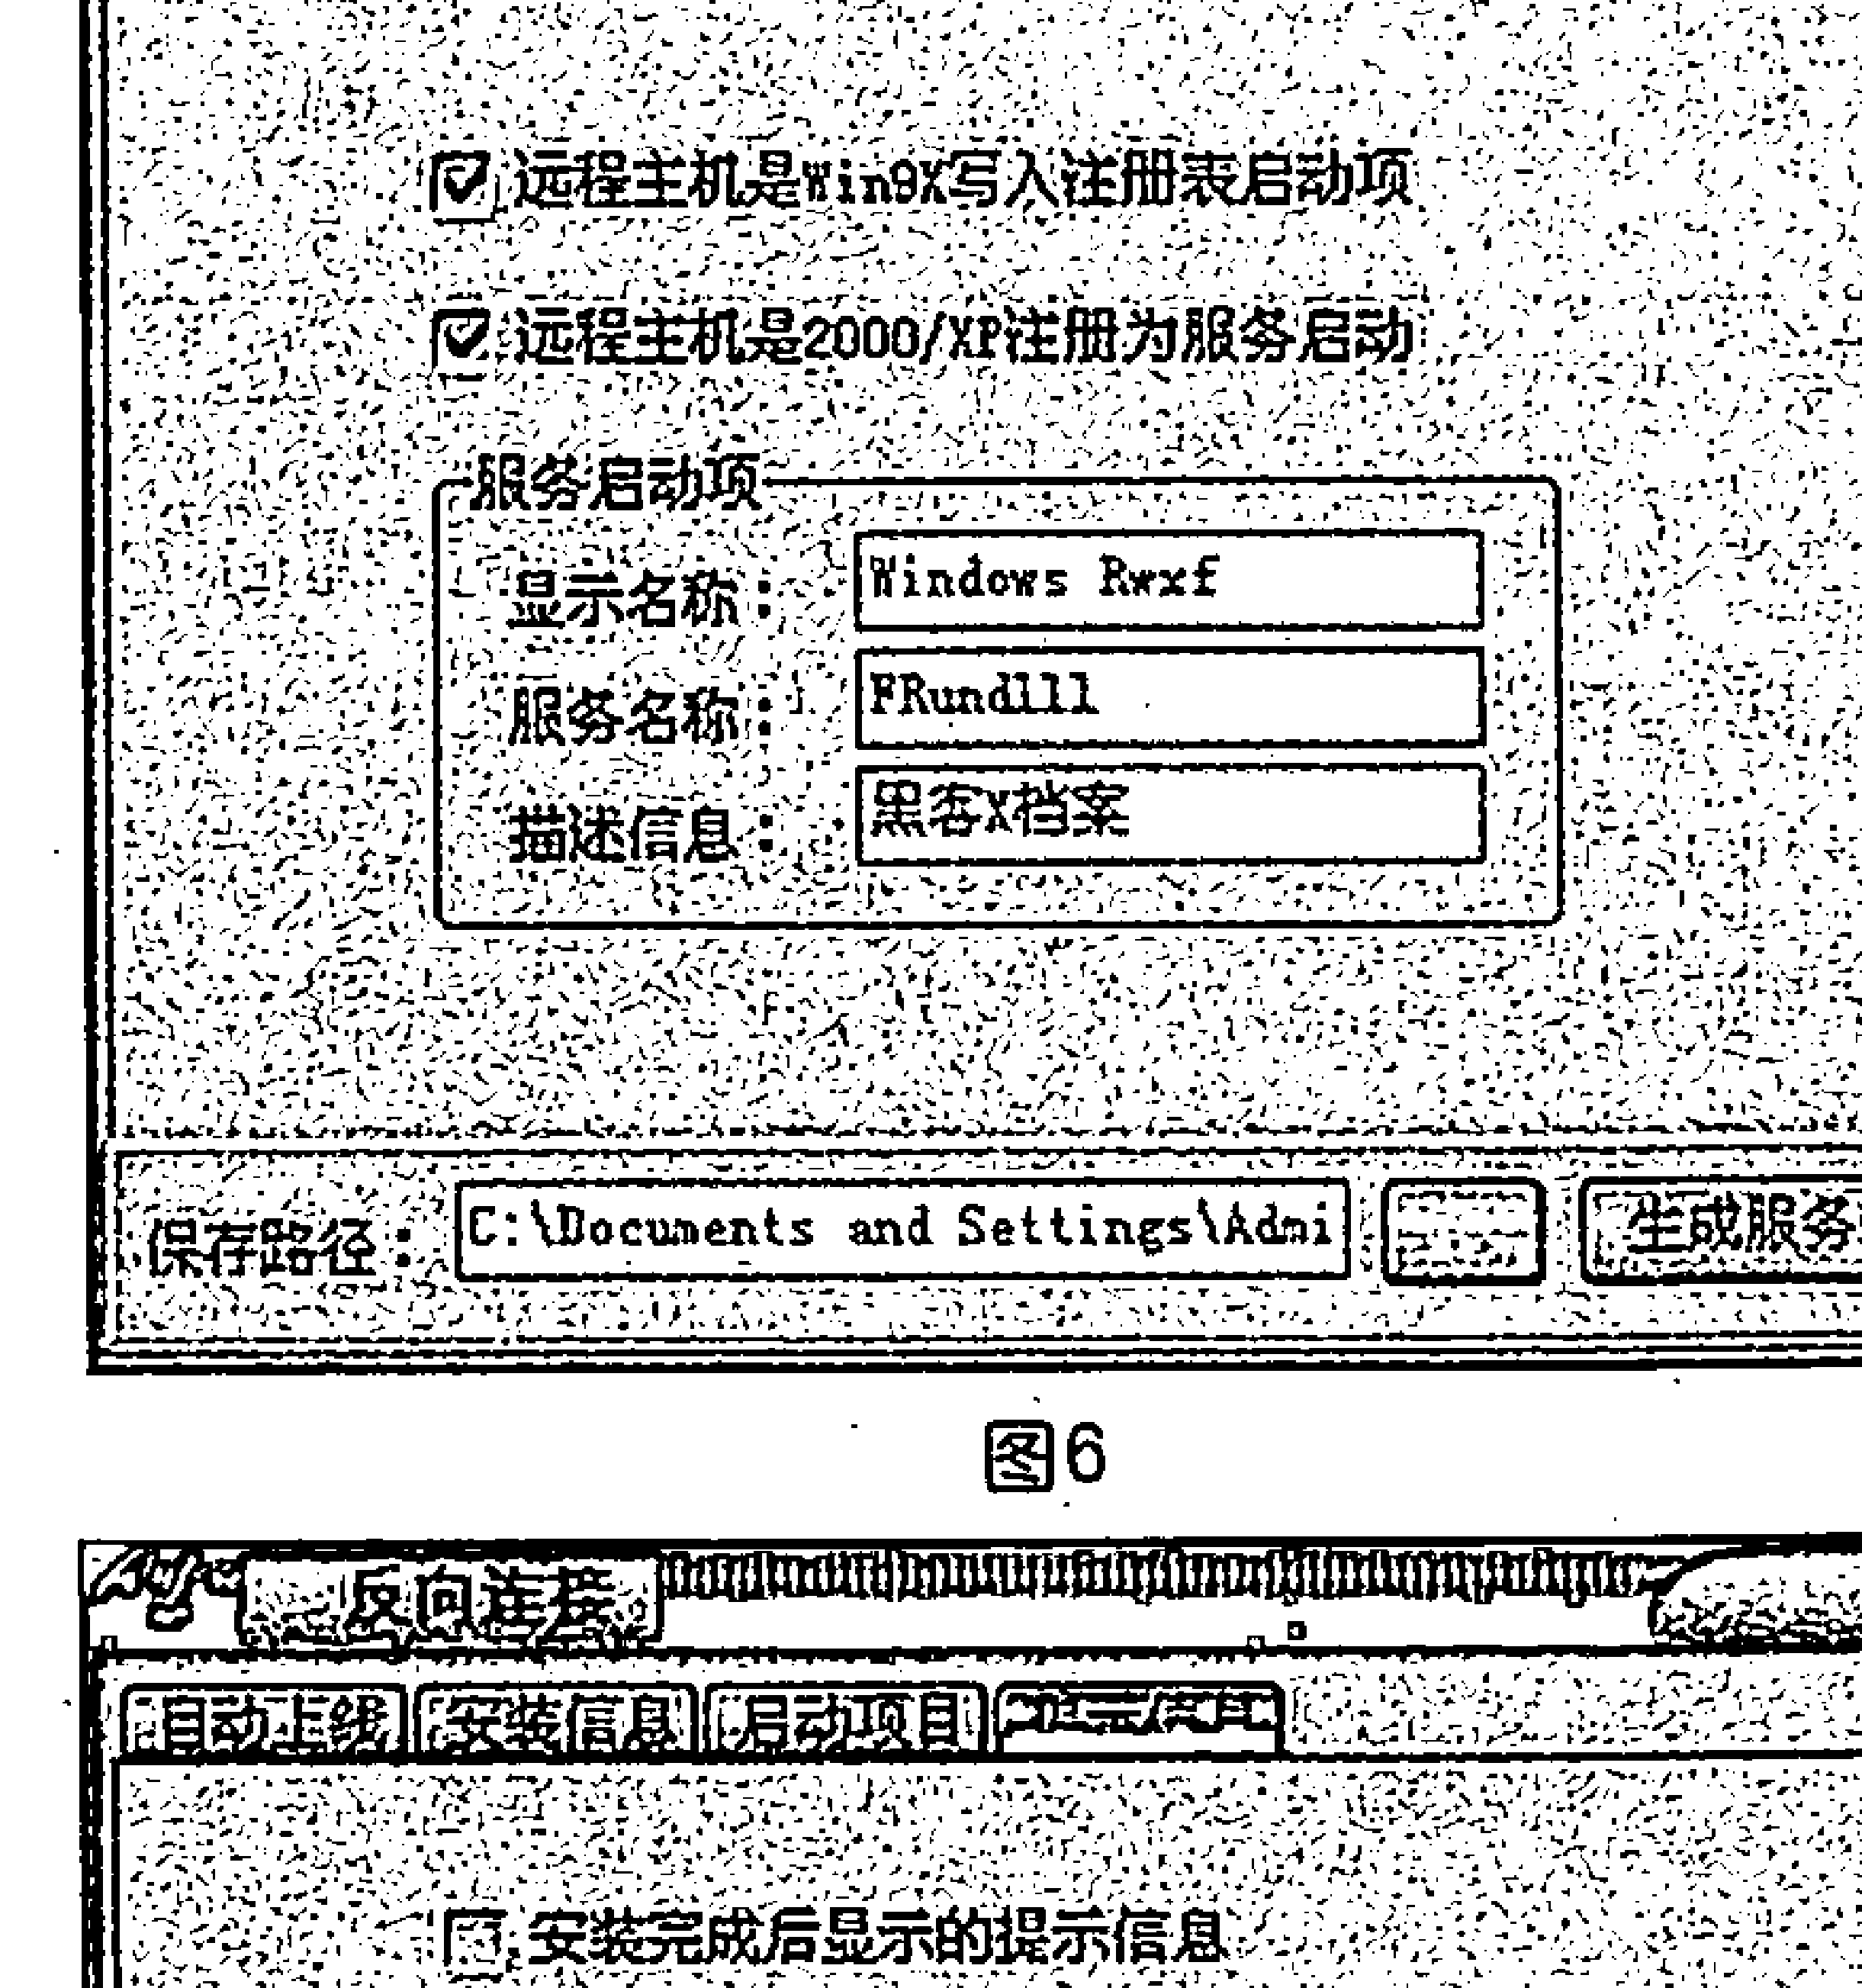 远程主机是Win9X写入注册表启动项
远程主机是2000/XP注册为服务启动
服务启动项
显示名称： Windows Rwxf
服务名称： FRundlll
描述信息： 黑客X档案
保存路径： C:\Documents and Settings\Admi 生成服务
图6
反向连接
自动上线 安装信息 启动项目
安装完成后显示的提示信息